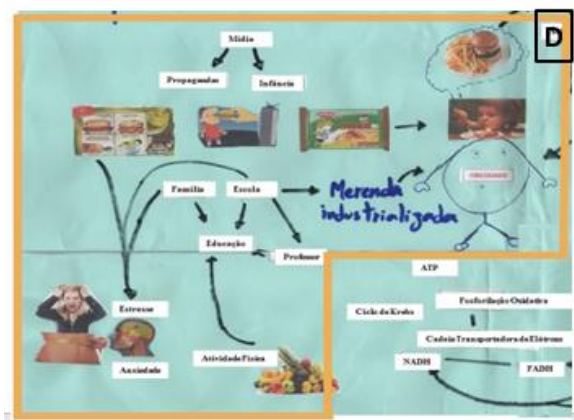 D
Mídia
Propagandas
Infância
Família
Escola
Merenda
industrializada
Educação
Professor
ATP
Estresse
Ciclo de Krebs
Fosforilação Oxidativa
Cadeia Transportadora de Elétrons
Ansiedade
Atividade Física
NADH
FADH